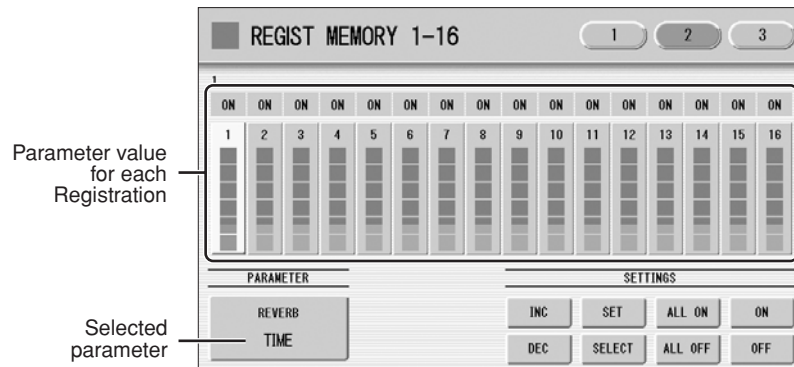 REGIST MEMORY 1-16 1 2 3
1
ON ON ON ON ON ON ON ON ON ON ON ON ON ON ON ON
1 2 3 4 5 6 7 8 9 10 11 12 13 14 15 16
Parameter value
for each
Registration
PARAMETER SETTINGS
REVERB
TIME
INC SET ALL ON ON
DEC SELECT ALL OFF OFF
Selected
parameter